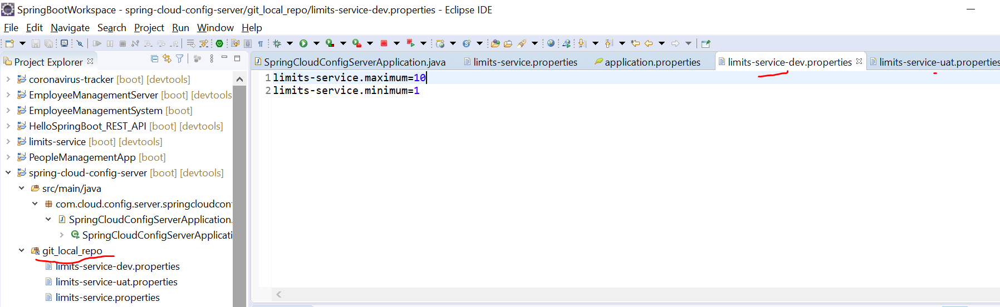 SpringBootWorkspace - spring-cloud-config-server/git_local_repo/limits-service-dev.properties - Eclipse IDE
File Edit Navigate Search Project Run Window Help
Project Explorer
SpringCloudConfigServerApplication.java limits-service.properties application.properties limits-service-dev.properties limits-service-uat.properties
coronavirus-tracker [boot] [devtools]
EmployeeManagementServer [boot] [devtools
EmployeeManagementSystem [boot]
HelloSpringBoot_REST_API [boot] [devtools]
limits-service [boot] [devtools]
PeopleManagementApp [boot]
spring-cloud-config-server [boot] [devtools]
src/main/java
com.cloud.config.server.springcloudcon
SpringCloudConfigServerApplication.
SpringCloudConfigServerApplicati
git_local_repo
limits-service-dev.properties
limits-service-uat.properties
limits-service.properties
1 limits-service.maximum=10
2 limits-service.minimum=1